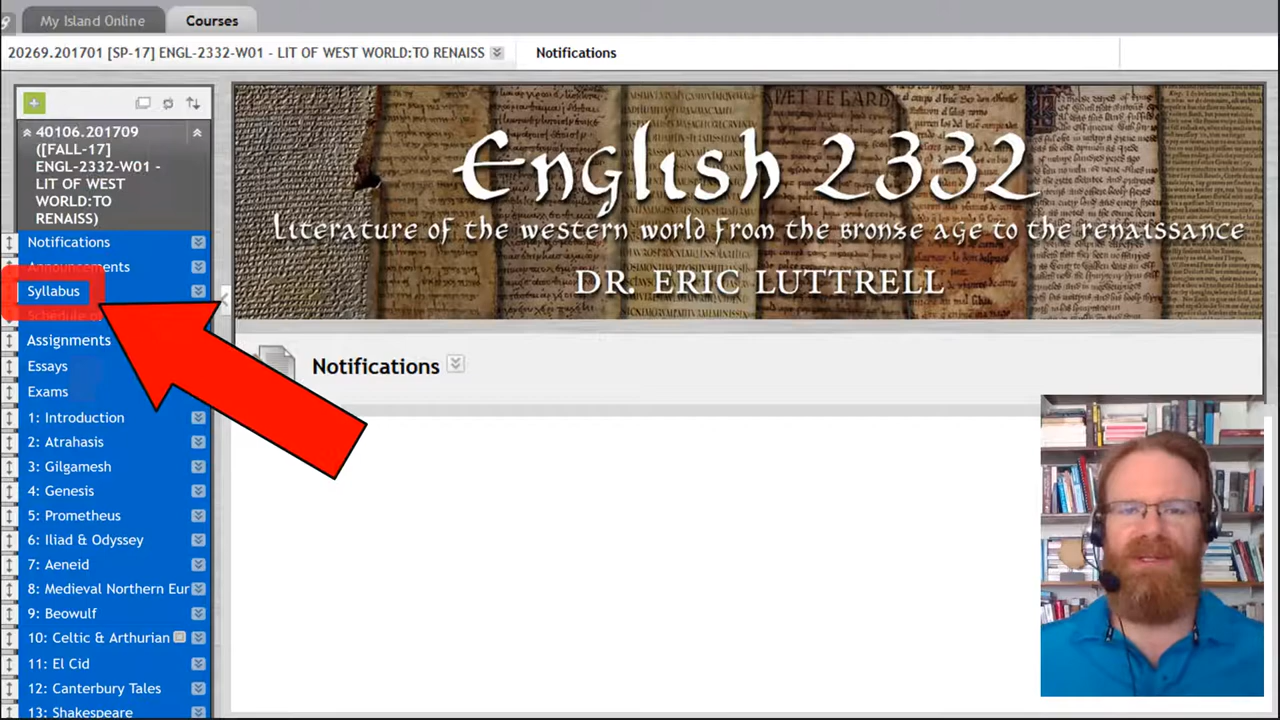 My Island Online
Courses
20269.201701 [SP-17] ENGL-2332-W01 - LIT OF WEST WORLD:TO RENAISS
Notifications
40106.201709
([FALL-17]
ENGL-2332-W01 -
LIT OF WEST
WORLD:TO
RENAISS)
Notifications
Announcements
Syllabus
Assignments
Essays
Exams
1: Introduction
2: Atrahasis
3: Gilgamesh
4: Genesis
5: Prometheus
6: Iliad & Odyssey
7: Aeneid
8: Medieval Northern Eur
9: Beowulf
10: Celtic & Arthurian
11: El Cid
12: Canterbury Tales
13: Shakespeare
English 2332
Literature of the western world from the bronze age to the renaissance
DR. ERIC LUTTRELL
Notifications